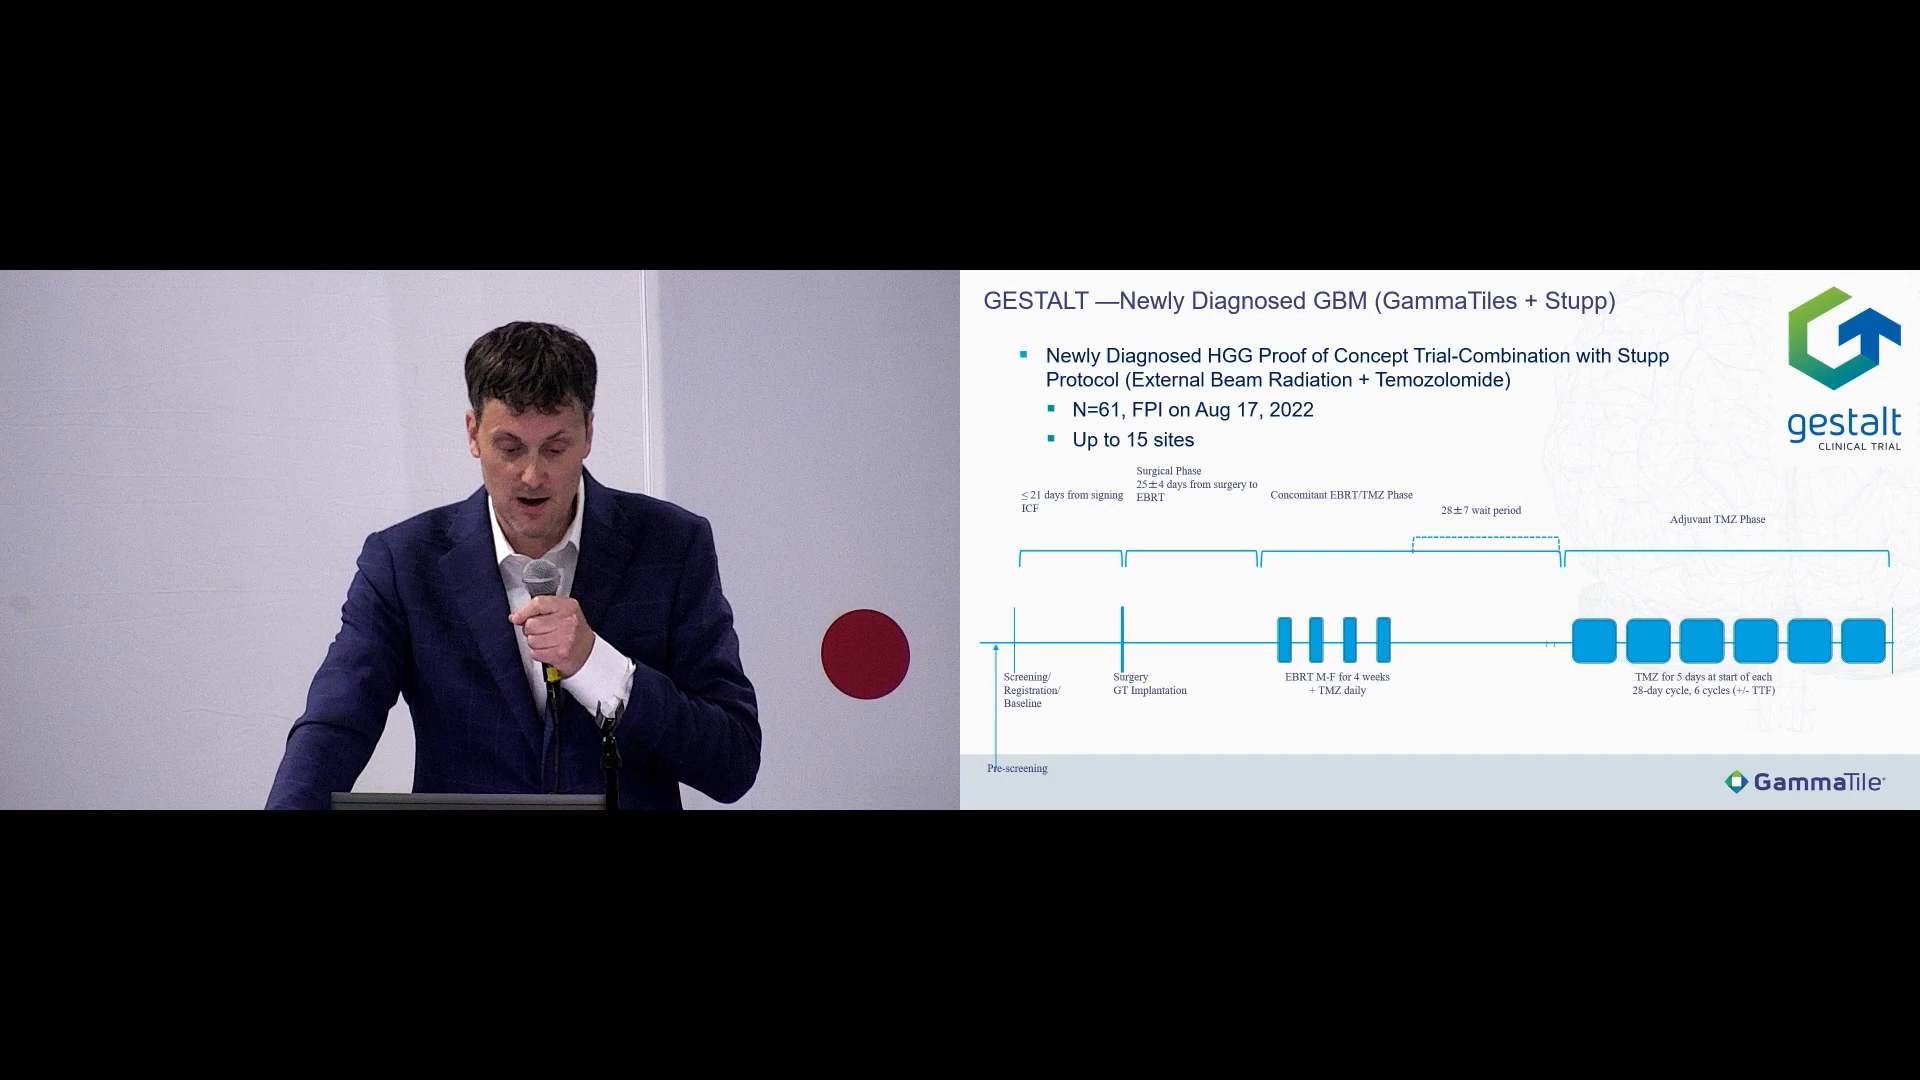 GESTALT —Newly Diagnosed GBM (GammaTiles + Stupp)
Newly Diagnosed HGG Proof of Concept Trial-Combination with Stupp
Protocol (External Beam Radiation + Temozolomide)
N=61, FPI on Aug 17, 2022
Up to 15 sites
gestalt
CLINICAL TRIAL
≤ 21 days from signing
ICF
Surgical Phase
25±4 days from surgery to
EBRT
Concomitant EBRT/TMZ Phase
28±7 wait period
Adjuvant TMZ Phase
Screening/
Registration/
Baseline
Surgery
GT Implantation
EBRT M-F for 4 weeks
+ TMZ daily
TMZ for 5 days at start of each
28-day cycle, 6 cycles (+/- TTF)
Pre-screening
GammaTile